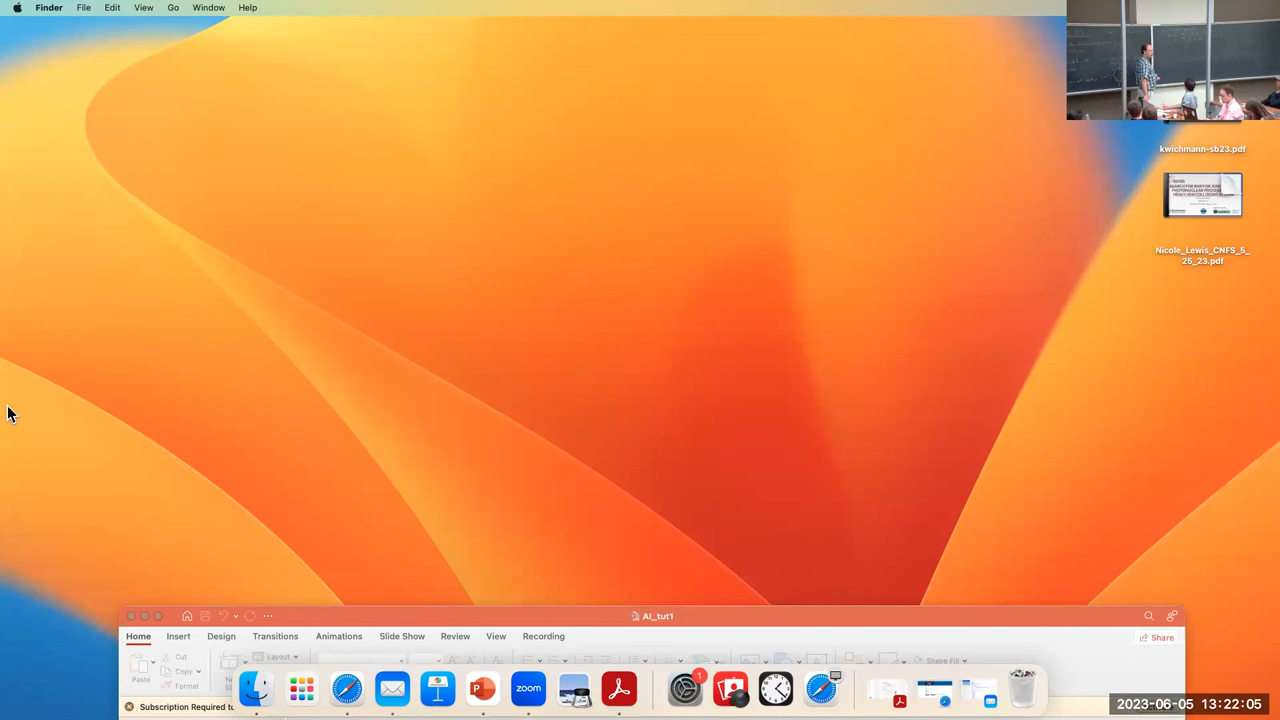 Finder File Edit View Go Window Help
kwichmann-sb23.pdf
Nicole_Lewis_CNFS_5_
25_23.pdf
AI_tut1
Home Insert Design Transitions Animations Slide Show Review View Recording
Share
Cut
Layout
Copy
Shape Fill
Paste
Format
1
zoom
Subscription Required to
2023-06-05 13:22:05